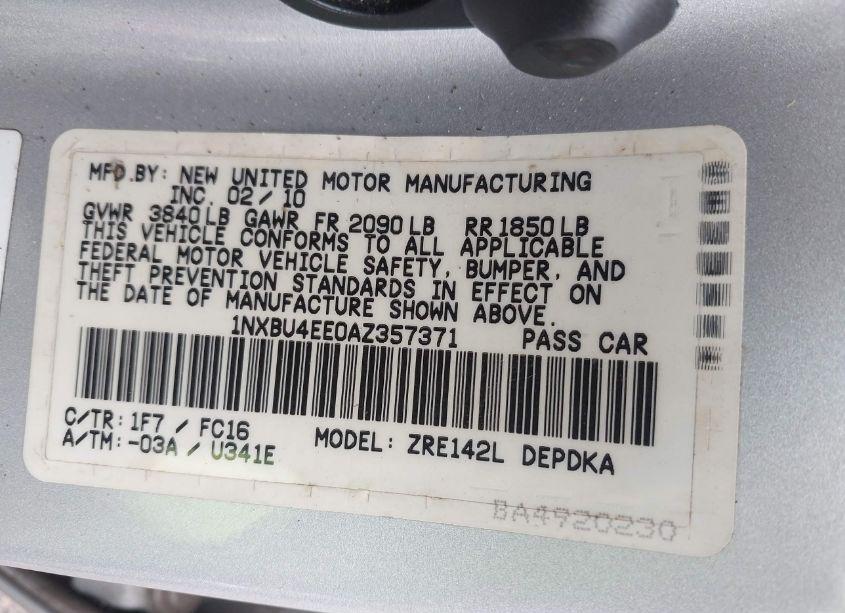 MFD.BY: NEW UNITED MOTOR MANUFACTURING
INC. 02/10
GVWR 3840LB GAWR FR 2090LB RR1850LB
THIS VEHICLE CONFORMS TO ALL APPLICABLE
FEDERAL MOTOR VEHICLE SAFETY, BUMPER, AND
THEFT PREVENTION STANDARDS IN EFFECT ON
THE DATE OF MANUFACTURE SHOWN ABOVE.
1NXBU4EE0AZ357371 PASS CAR
C/TR: 1F7 / FC16
A/TM: -03A / U341E MODEL: ZRE142L DEPDKA
BA4920230